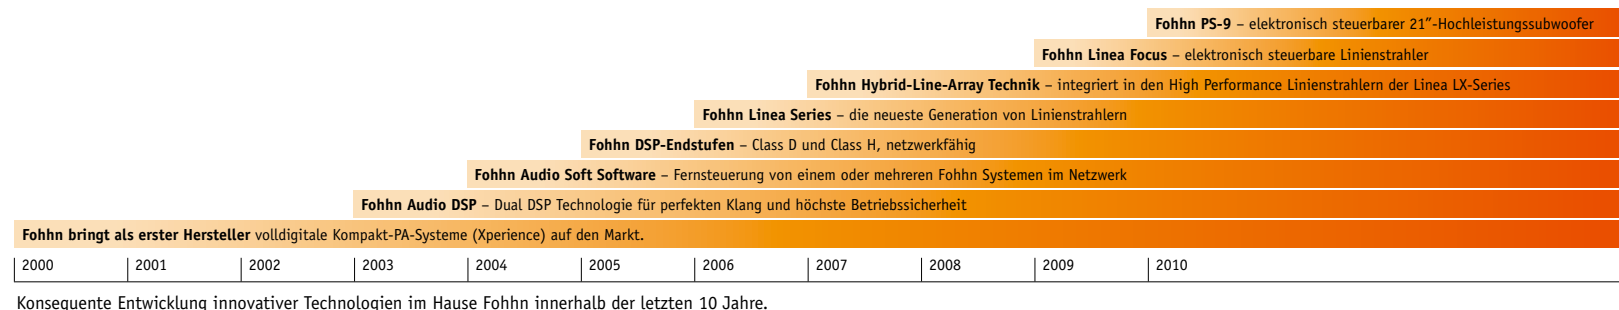 Fohhn PS-9 – elektronisch steuerbarer 21”-Hochleistungssubwoofer
Fohhn Linea Focus – elektronisch steuerbare Linienstrahler
Fohhn Hybrid-Line-Array Technik – integriert in den High Performance Linienstrahlern der Linea LX-Series
Fohhn Linea Series – die neueste Generation von Linienstrahlern
Fohhn DSP-Endstufen – Class D und Class H, netzwerkfähig
Fohhn Audio Soft Software – Fernsteuerung von einem oder mehreren Fohhn Systemen im Netzwerk
Fohhn Audio DSP – Dual DSP Technologie für perfekten Klang und höchste Betriebssicherheit
Fohhn bringt als erster Hersteller volldigitale Kompakt-PA-Systeme (Xperience) auf den Markt.
2000 2001 2002 2003 2004 2005 2006 2007 2008 2009 2010
Konsequente Entwicklung innovativer Technologien im Hause Fohhn innerhalb der letzten 10 Jahre.